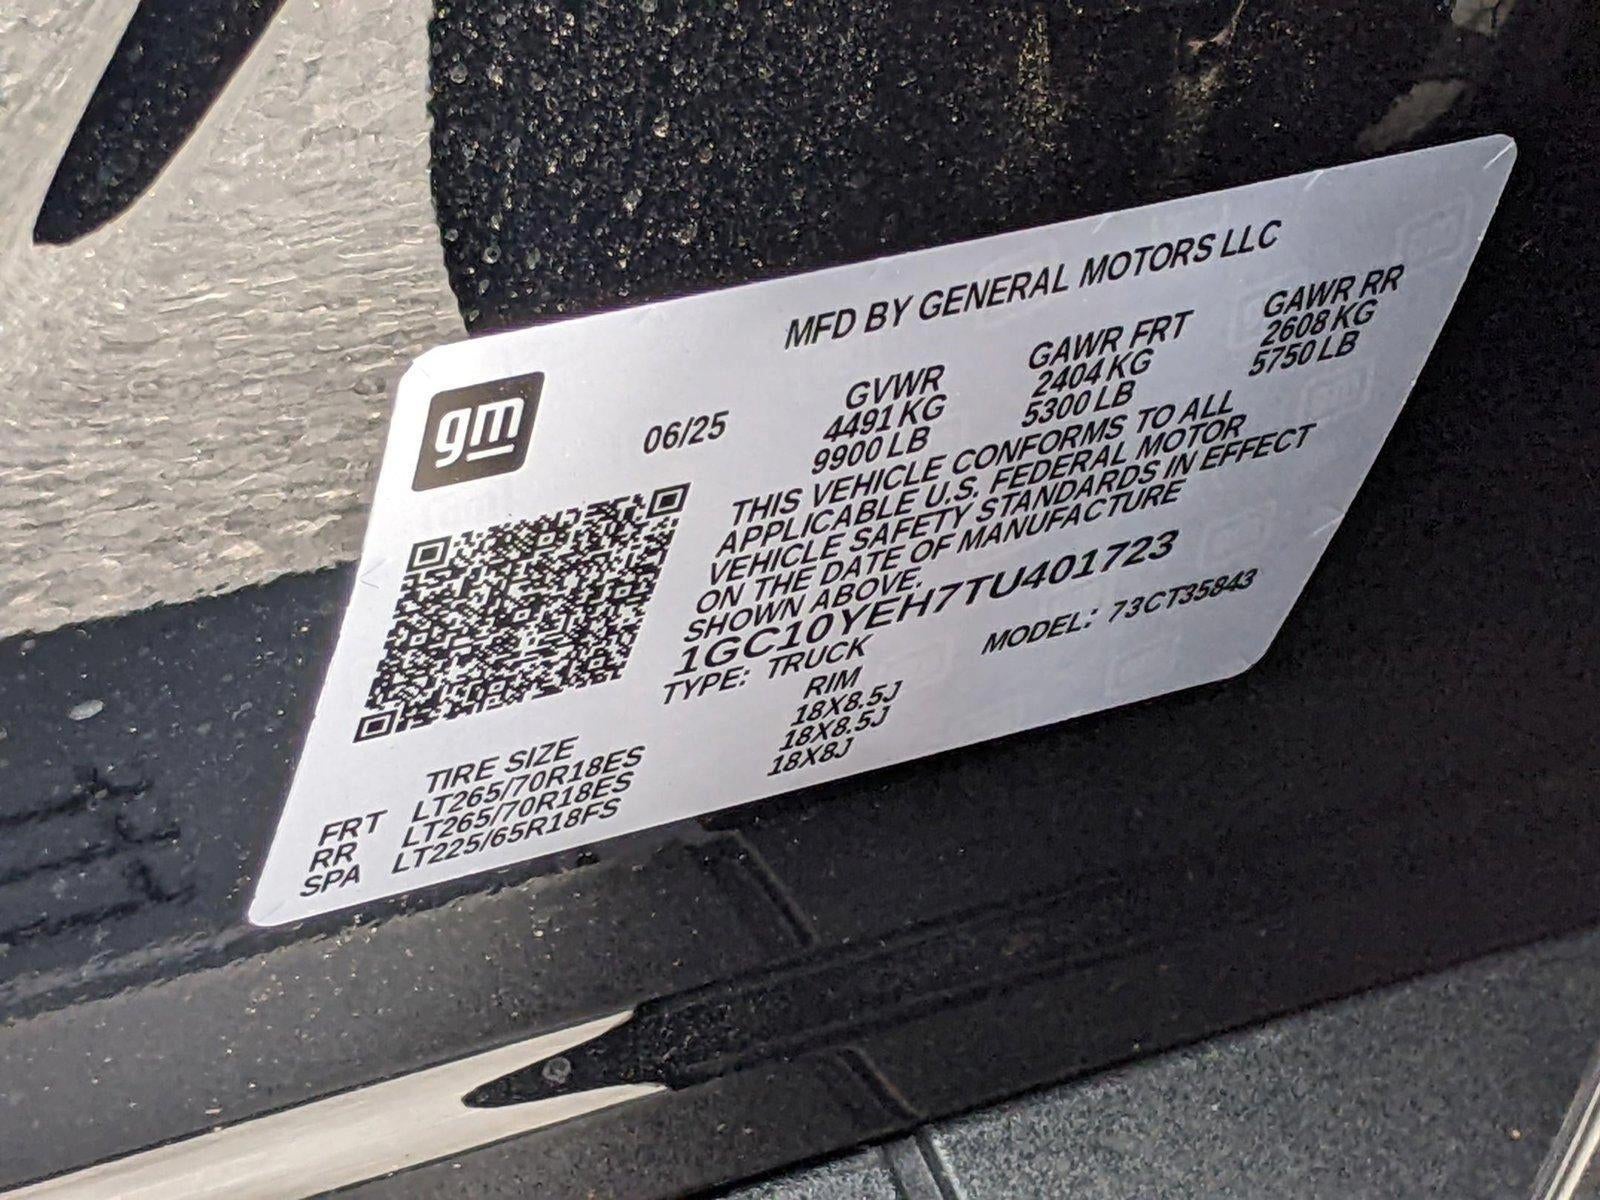 MFD BY GENERAL MOTORS LLC
gm
06/25
GVWR GAWR FRT GAWR RR
4491 KG 2404 KG 2608 KG
9900 LB 5300 LB 5750 LB
THIS VEHICLE CONFORMS TO ALL
APPLICABLE U.S. FEDERAL MOTOR
VEHICLE SAFETY STANDARDS IN EFFECT
ON THE DATE OF MANUFACTURE
SHOWN ABOVE.
1GC10YEH7TU401723
TYPE: TRUCK MODEL: 73CT35843
TIRE SIZE RIM
FRT LT265/70R18ES 18X8.5J
RR LT265/70R18ES 18X8.5J
SPA LT225/65R18FS 18X8J